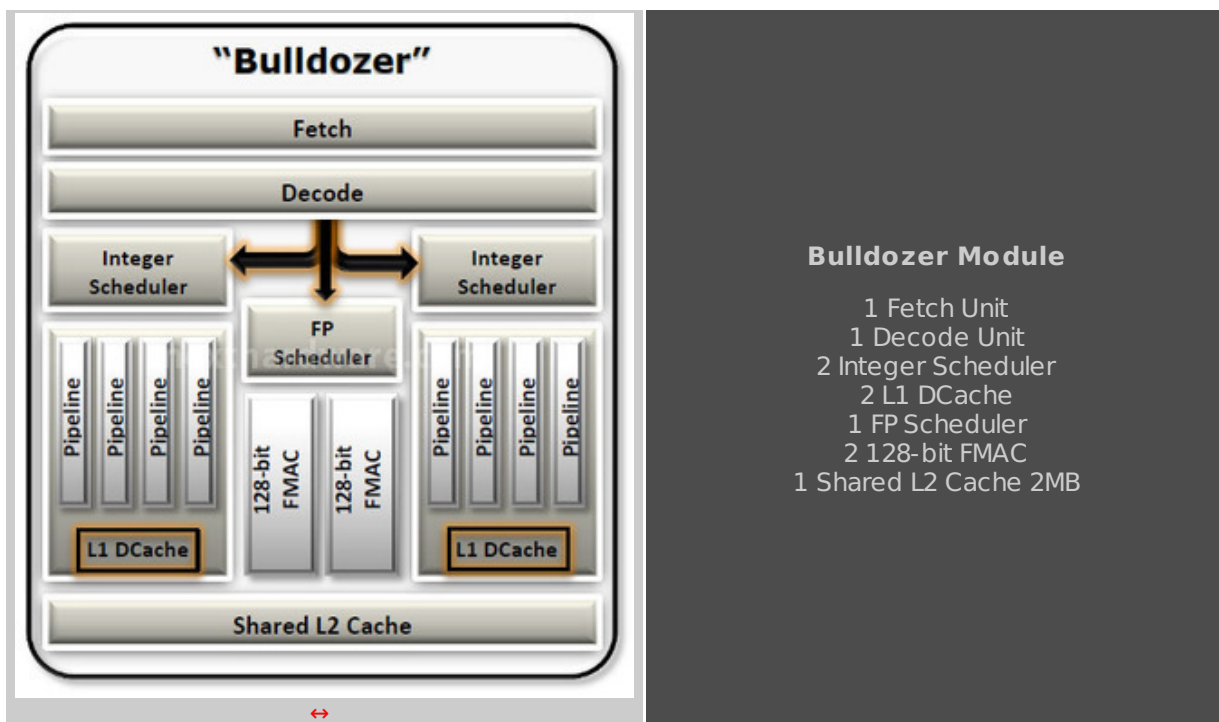 “Bulldozer”
Fetch
Decode
Integer
Scheduler
Integer
Scheduler
FP
Scheduler
Pipeline
Pipeline
Pipeline
Pipeline
L1 DCache
128-bit
FMAC
128-bit
FMAC
Pipeline
Pipeline
Pipeline
Pipeline
L1 DCache
Shared L2 Cache
Bulldozer Module
1 Fetch Unit
1 Decode Unit
2 Integer Scheduler
2 L1 DCache
1 FP Scheduler
2 128-bit FMAC
1 Shared L2 Cache 2MB